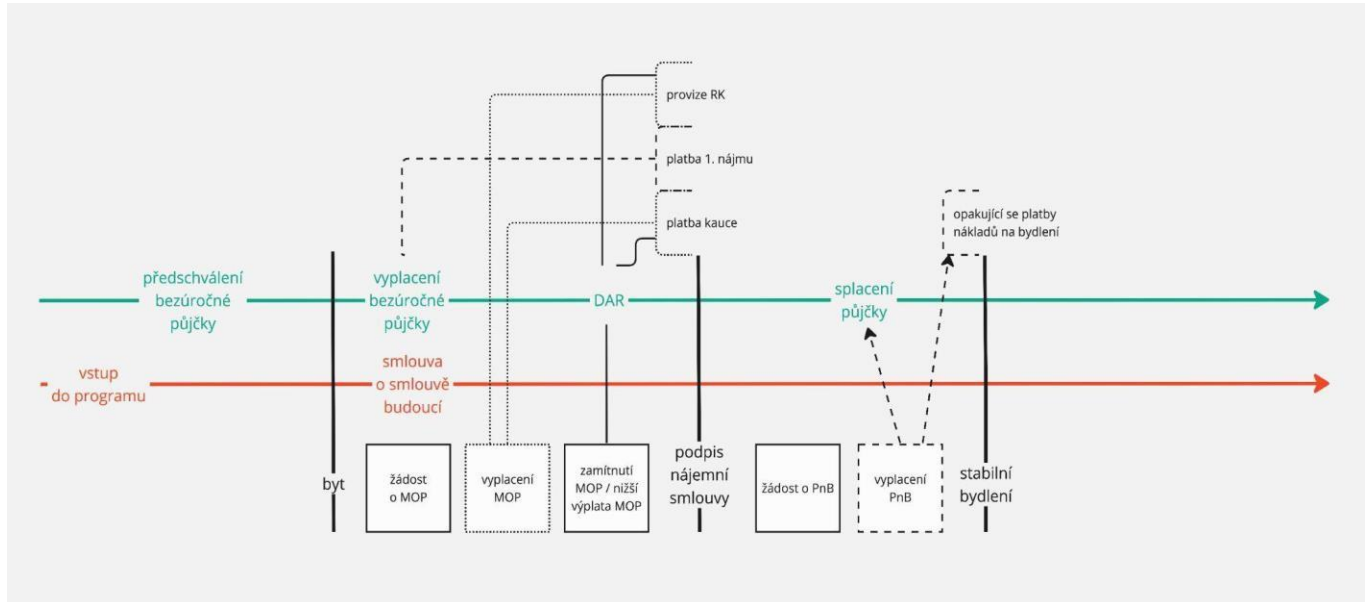 provize RK
platba 1. nájmu
platba kauce
opakující se platby
nákladů na bydlení
předschválení
bezúročné
půjčky
vyplacení
bezúročné
půjčky
DAR
splacení
půjčky
vstup
do programu
smlouva
o smlouvě
budoucí
byt
žádost
o MOP
vyplacení
MOP
zamítnutí
MOP / nižší
výplata MOP
podpis
nájemní
smlouvy
žádost o PnB
vyplacení
PnB
stabilní
bydlení